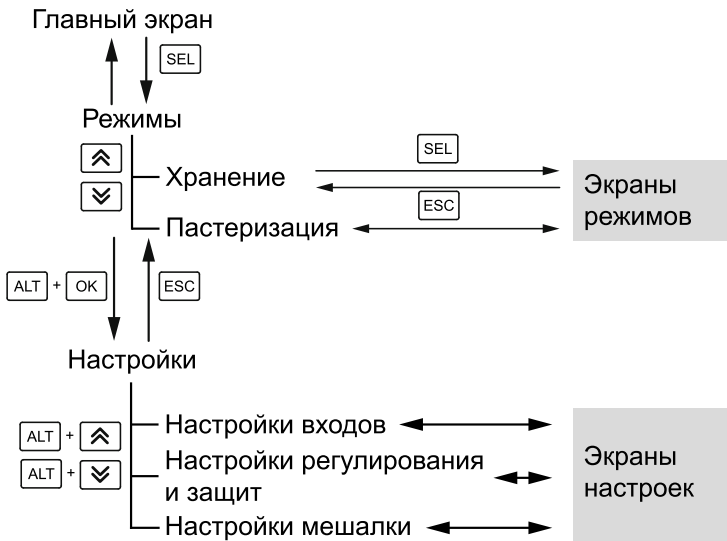 Главный экран
SEL
Режимы
SEL
Хранение
Экраны
режимов
ESC
Пастеризация
ALT + OK
ESC
Настройки
Настройки входов
ALT +
Настройки регулирования
и защит
ALT +
Экраны
настроек
Настройки мешалки